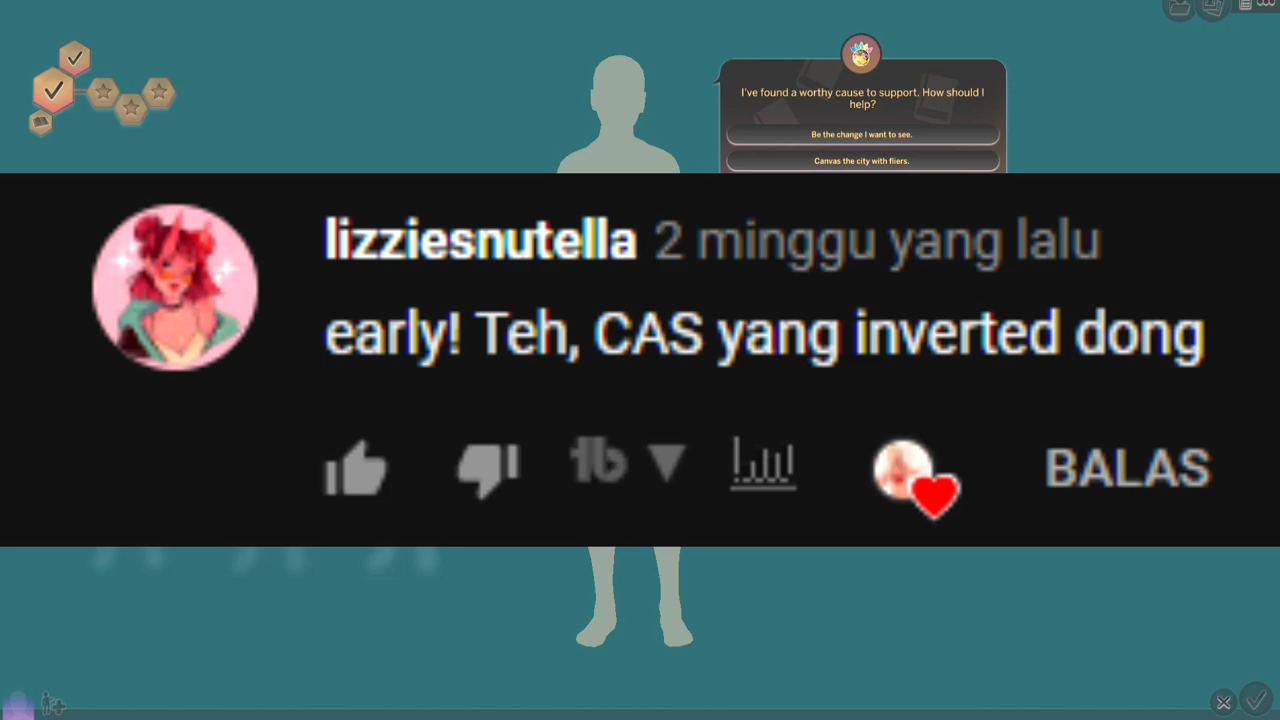 I've found a worthy cause to support. How should I
help?
Be the change I want to see.
Canvas the city with fliers.
lizziesnutella 2 minggu yang lalu
early! Teh, CAS yang inverted dong
BALAS